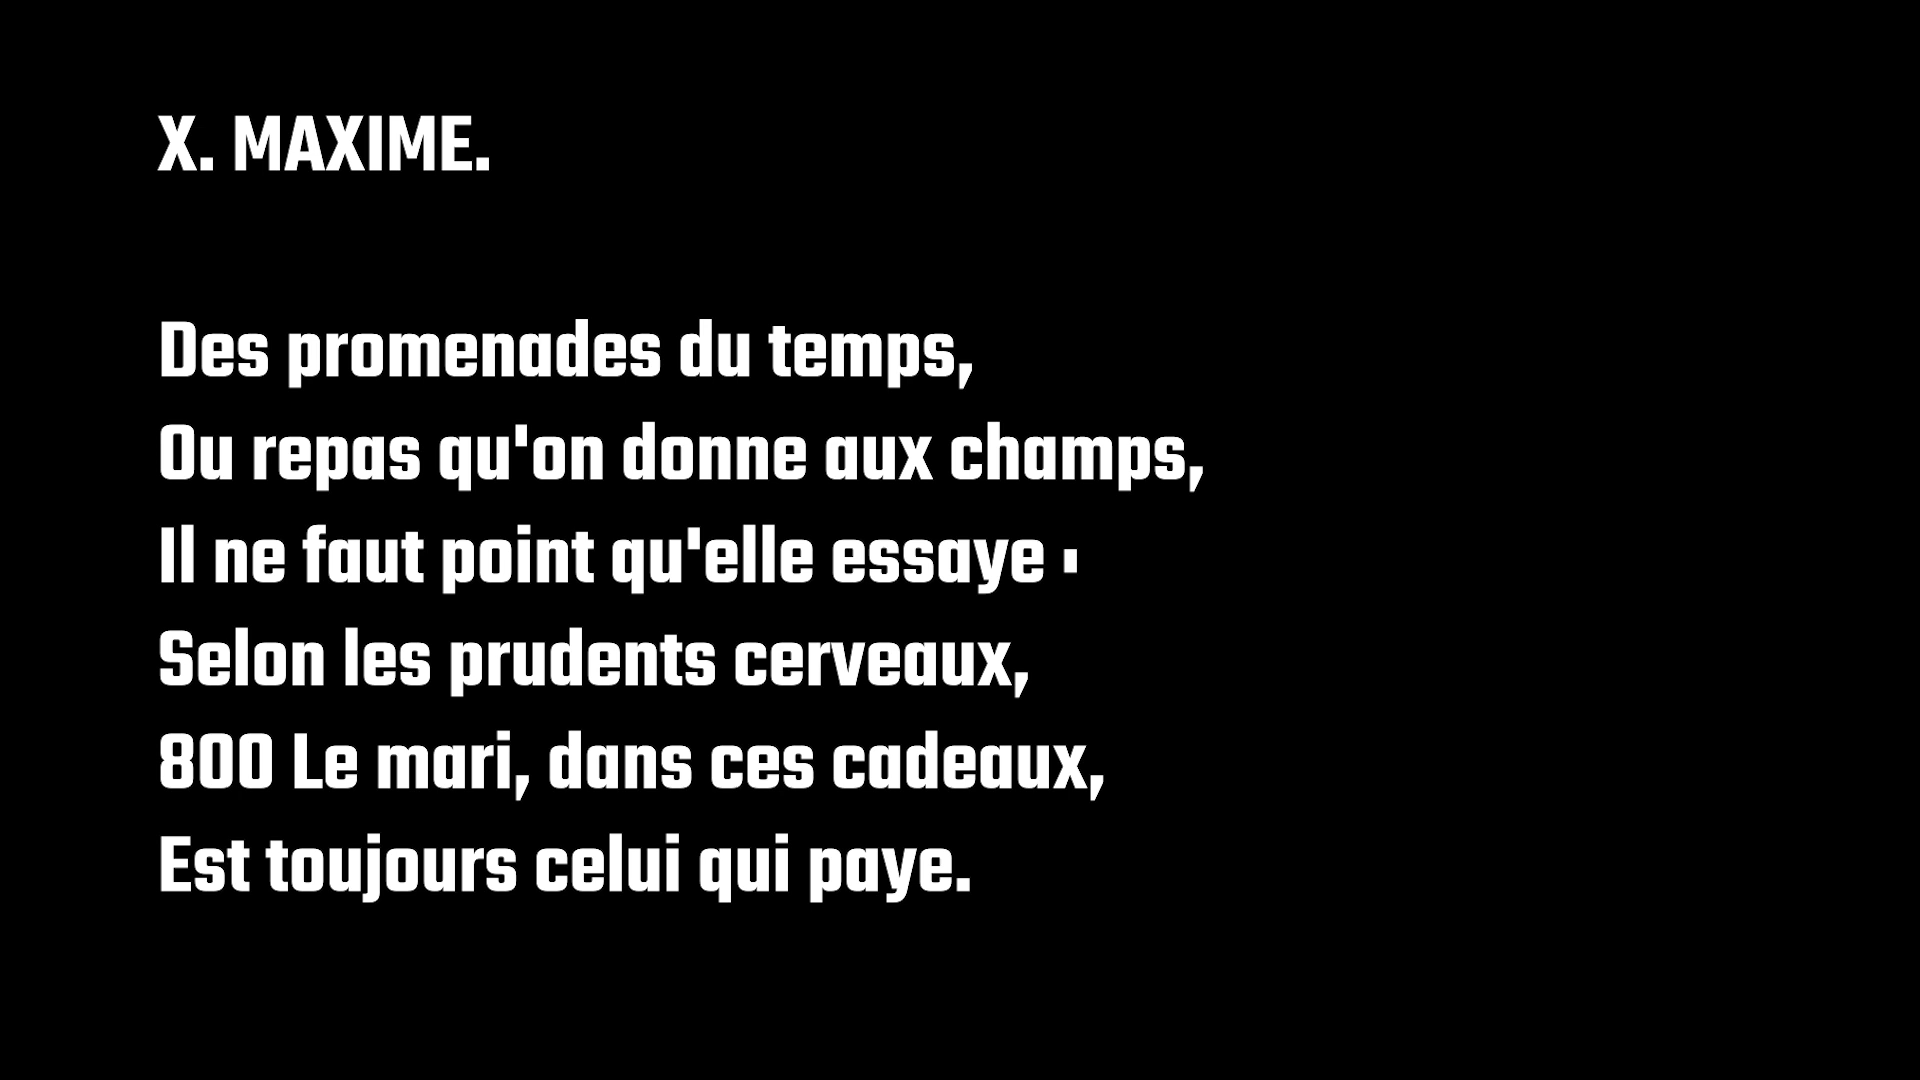 X. MAXIME.
Des promenades du temps,
Ou repas qu'on donne aux champs,
Il ne faut point qu'elle essaye ·
Selon les prudents cerveaux,
800 Le mari, dans ces cadeaux,
Est toujours celui qui paye.